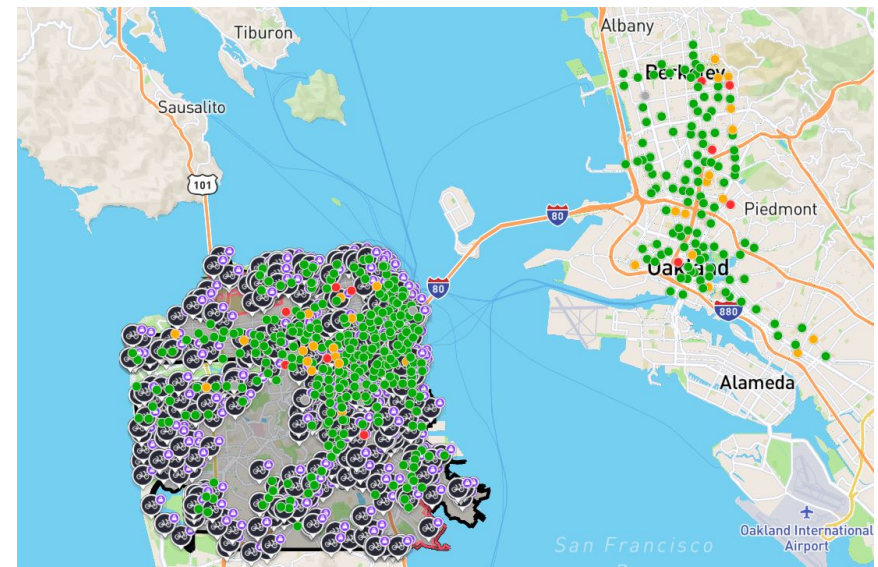 Tiburon
Albany
Berkeley
Sausalito
101
80
Piedmont
Oakland
80
880
Alameda
Oakland International
Airport
San Francisco